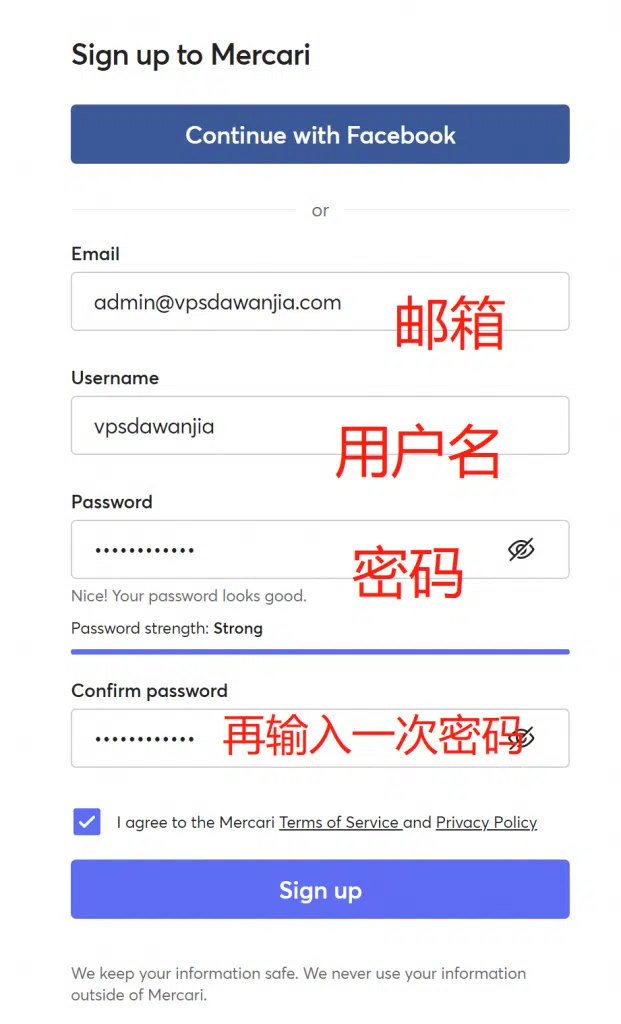 Sign up to Mercari
Continue with Facebook
or
Email
admin@vpsdawanjia.com
邮箱
Username
vpsdawanjia
用户名
Password
••••••••••••
密码
Nice! Your password looks good.
Password strength: Strong
Confirm password
••••••••••••
再输入一次密码
I agree to the Mercari Terms of Service and Privacy Policy
Sign up
We keep your information safe. We never use your information
outside of Mercari.